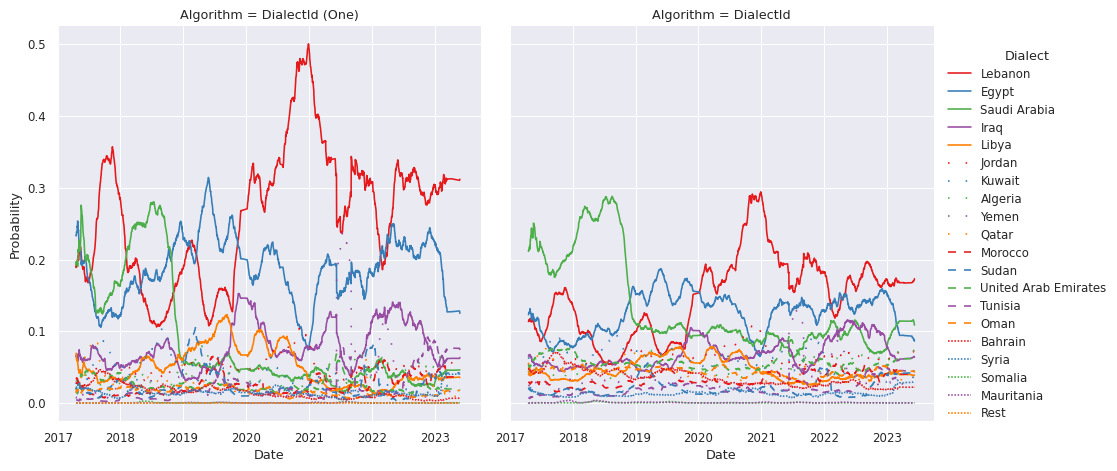 Algorithm = DialectId (One)
Algorithm = DialectId
Probability
0.5
0.4
0.3
0.2
0.1
0.0
2017 2018 2019 2020 2021 2022 2023
2017 2018 2019 2020 2021 2022 2023
Date
Date
Dialect
Lebanon
Egypt
Saudi Arabia
Iraq
Libya
Jordan
Kuwait
Algeria
Yemen
Qatar
Morocco
Sudan
United Arab Emirates
Tunisia
Oman
Bahrain
Syria
Somalia
Mauritania
Rest